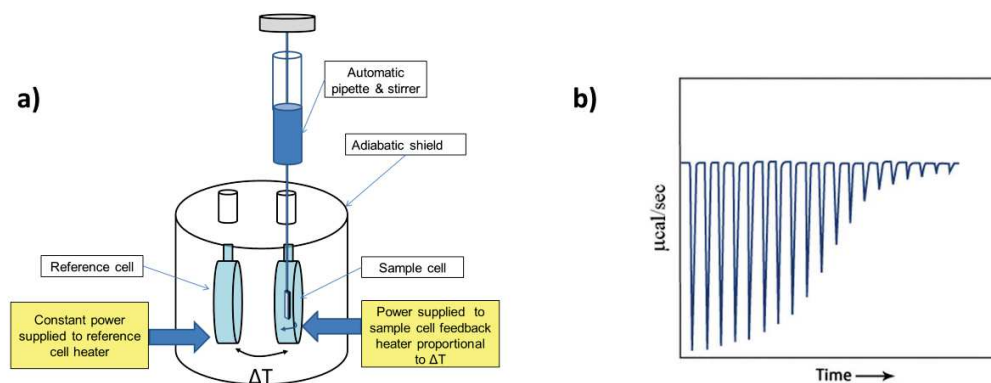 a)
Automatic
pipette & stirrer
Adiabatic shield
Reference cell
Sample cell
Constant power
supplied to reference
cell heater
Power supplied to
sample cell feedback
heater proportional
to ΔT
ΔT
b)
µcal/sec
Time